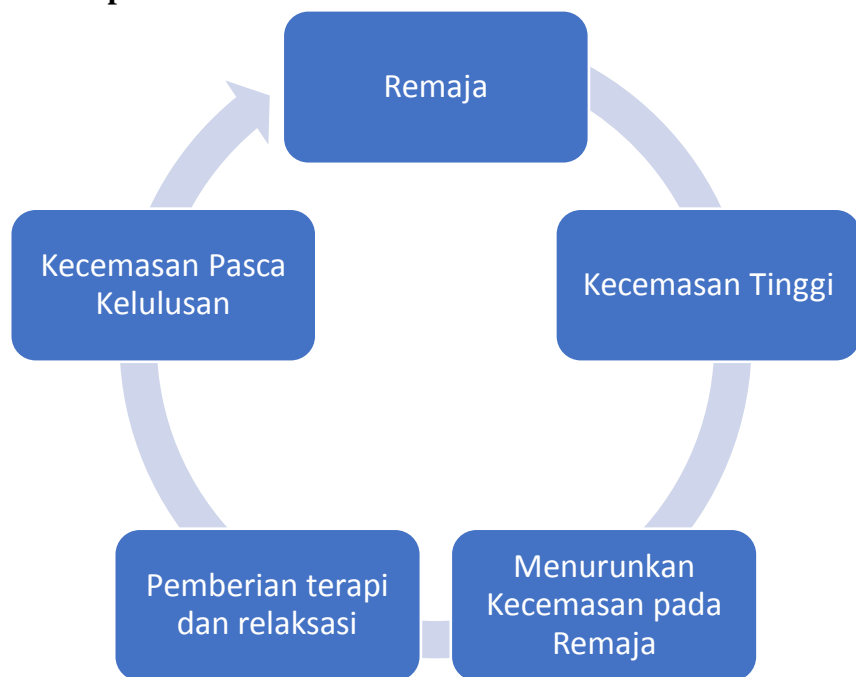 Remaja
Kecemasan Tinggi
Menurunkan
Kecemasan pada
Remaja
Pemberian terapi
dan relaksasi
Kecemasan Pasca
Kelulusan